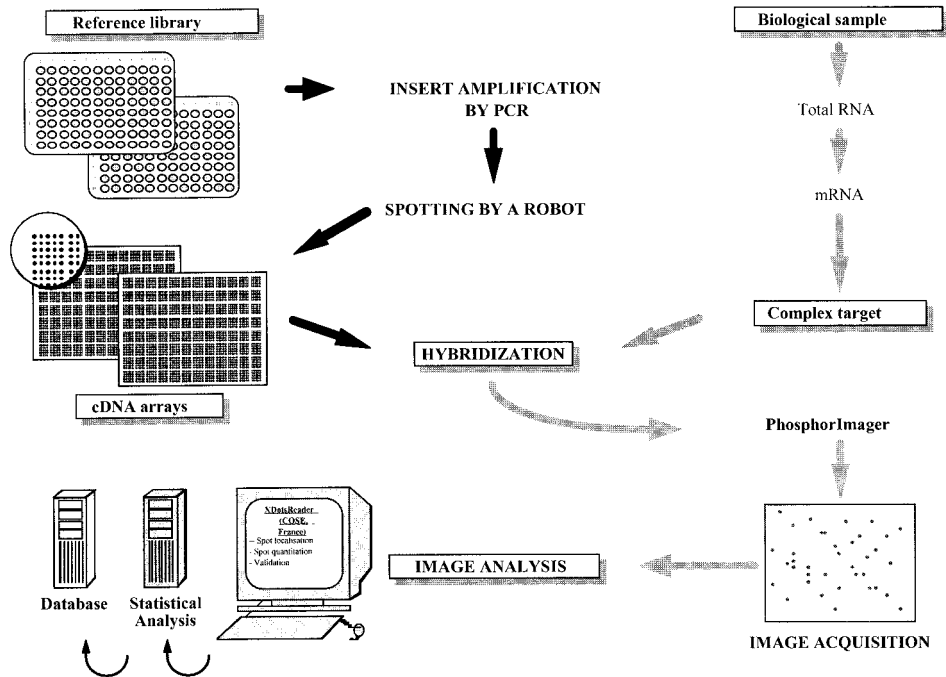 Reference library
Biological sample
INSERT AMPLIFICATION
BY PCR
Total RNA
SPOTTING BY A ROBOT
mRNA
Complex target
HYBRIDIZATION
cDNA arrays
PhosphorImager
XDotsReader
(COSE,
France)
- Spot localisation
- Spot quantitation
- Validation
IMAGE ANALYSIS
Database
Statistical
Analysis
IMAGE ACQUISITION